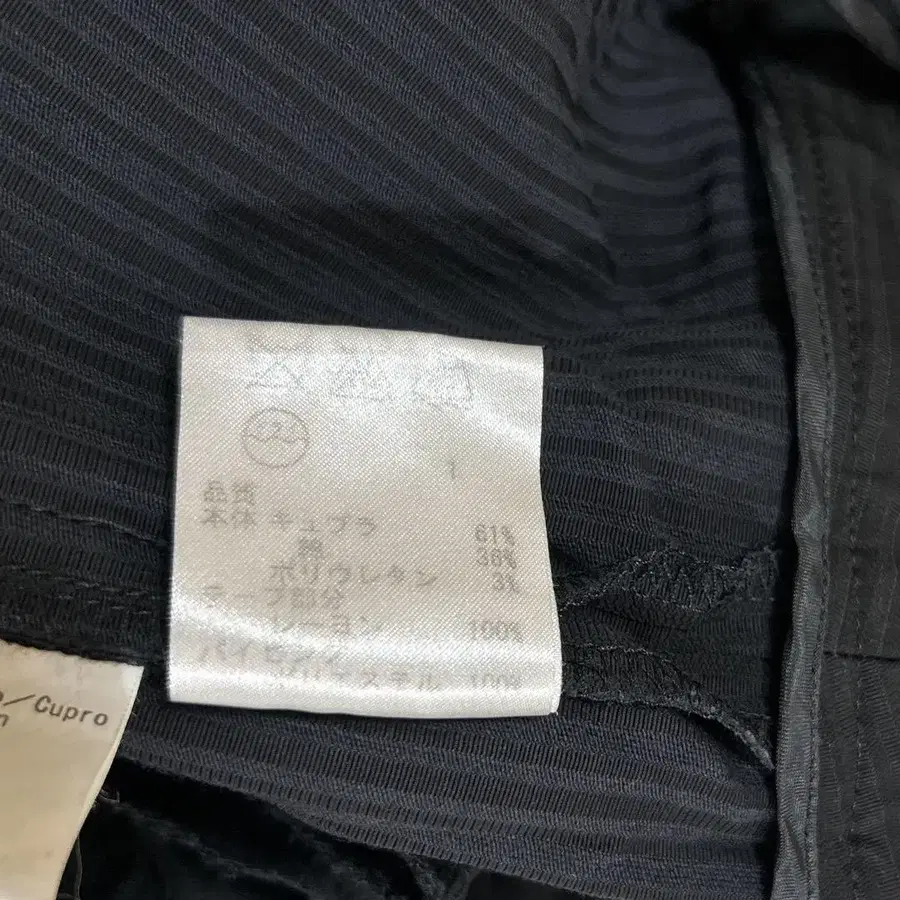 1
品質
本体 キュプラ 61%
綿 36%
ポリウレタン 3%
テープ部分
レーヨン 100%
パイピング
ポリエステル 100%
/Cupro
n